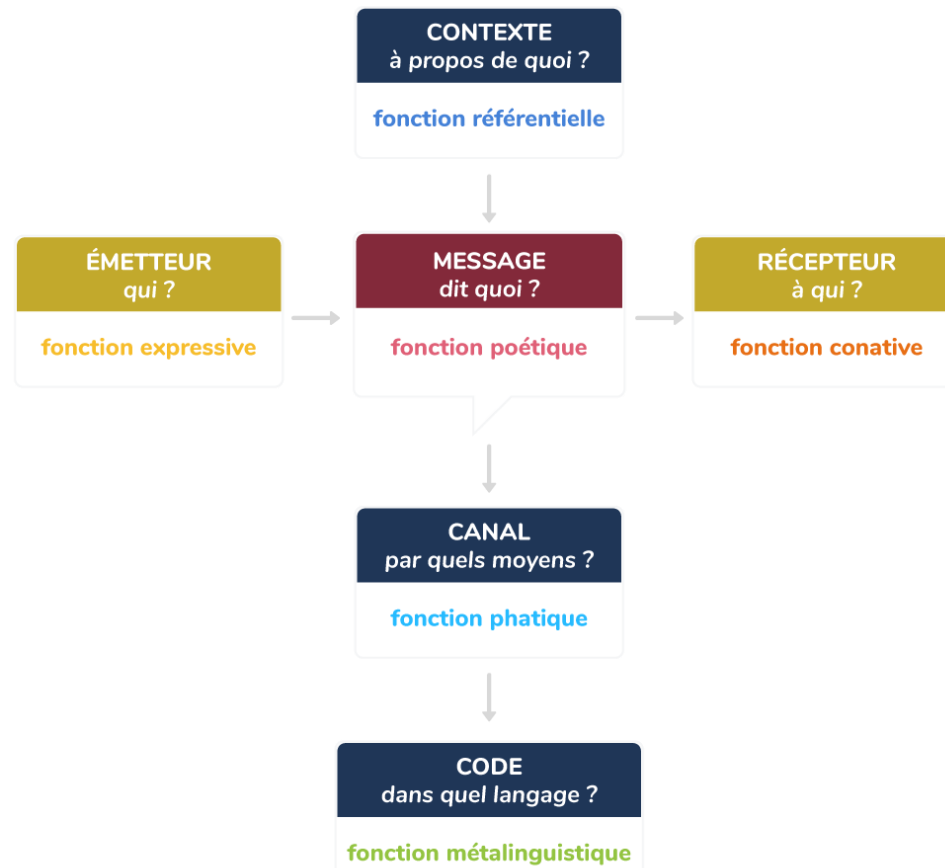 CONTEXTE
à propos de quoi ?
fonction référentielle
ÉMETTEUR
qui ?
fonction expressive
MESSAGE
dit quoi ?
fonction poétique
RÉCEPTEUR
à qui ?
fonction conative
CANAL
par quels moyens ?
fonction phatique
CODE
dans quel langage ?
fonction métalinguistique